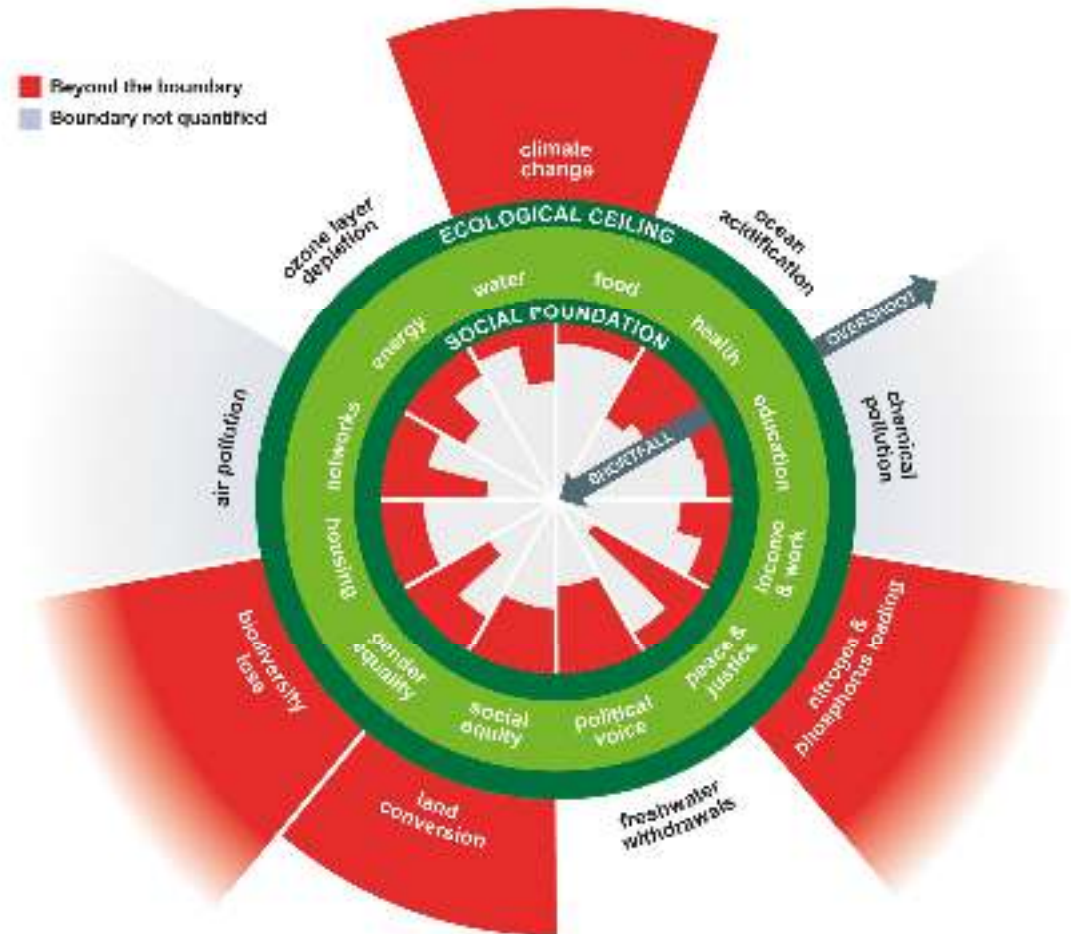 Beyond the boundary
Boundary not quantified
climate
change
ozone layer
depletion
ocean
acidification
ECOLOGICAL CEILING
OVERSHOOT
water
food
energy
health
SOCIAL FOUNDATION
networks
education
SHORTFALL
air pollution
chemical
pollution
housing
income
& work
gender
equality
peace &
justice
social
equity
political
voice
biodiversity
loss
nitrogen &
phosphorus loading
land
conversion
freshwater
withdrawals